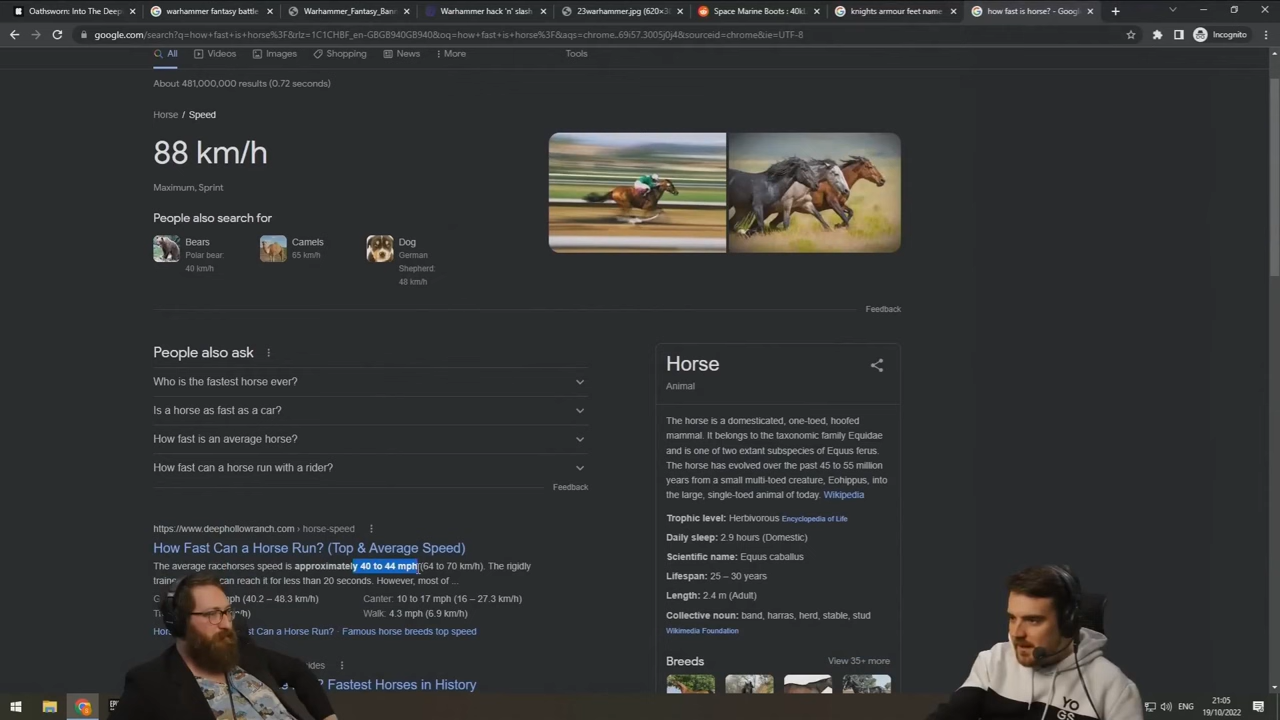 Oathsworn: Into The Deep
warhammer fantasy battle
Warhammer_Fantasy_Bann
Warhammer hack 'n' slash
23warhammer.jpg (620×3
Space Marine Boots : 40kl
knights armour feet name
how fast is horse? - Googl
google.com/search?q=how+fast+is+horse%3F&rlz=1C1CHBF_en-GBGB940GB940&oq=how+fast+is+horse%3F&aqs=chrome..69i57.3005j0j4&sourceid=chrome&ie=UTF-8
Incognito
All
Videos
Images
Shopping
News
More
Tools
About 481,000,000 results (0.72 seconds)
Horse / Speed
88 km/h
Maximum, Sprint
People also search for
Bears
Polar bear:
40 km/h
Camels
65 km/h
Dog
German
Shepherd:
48 km/h
Feedback
People also ask
Who is the fastest horse ever?
Is a horse as fast as a car?
How fast is an average horse?
How fast can a horse run with a rider?
Feedback
https://www.deephollowranch.com › horse-speed
How Fast Can a Horse Run? (Top & Average Speed)
The average racehorses speed is approximately 40 to 44 mph (64 to 70 km/h). The rigidly
can reach it for less than 20 seconds. However, most of ...
mph (40.2 – 48.3 km/h)
Canter: 10 to 17 mph (16 – 27.3 km/h)
mph (6.9 – 13 km/h)
Walk: 4.3 mph (6.9 km/h)
Can a Horse Run? · Famous horse breeds top speed
? Fastest Horses in History
Horse
Animal
The horse is a domesticated, one-toed, hoofed
mammal. It belongs to the taxonomic family Equidae
and is one of two extant subspecies of Equus ferus.
The horse has evolved over the past 45 to 55 million
years from a small multi-toed creature, Eohippus, into
the large, single-toed animal of today. Wikipedia
Trophic level: Herbivorous Encyclopedia of Life
Daily sleep: 2.9 hours (Domestic)
Scientific name: Equus caballus
Lifespan: 25 – 30 years
Length: 2.4 m (Adult)
Collective noun: band, harras, herd, stable, stud
Wikimedia Foundation
Breeds
View 35+ more
YO
GS
ENG
21:05
19/10/2022